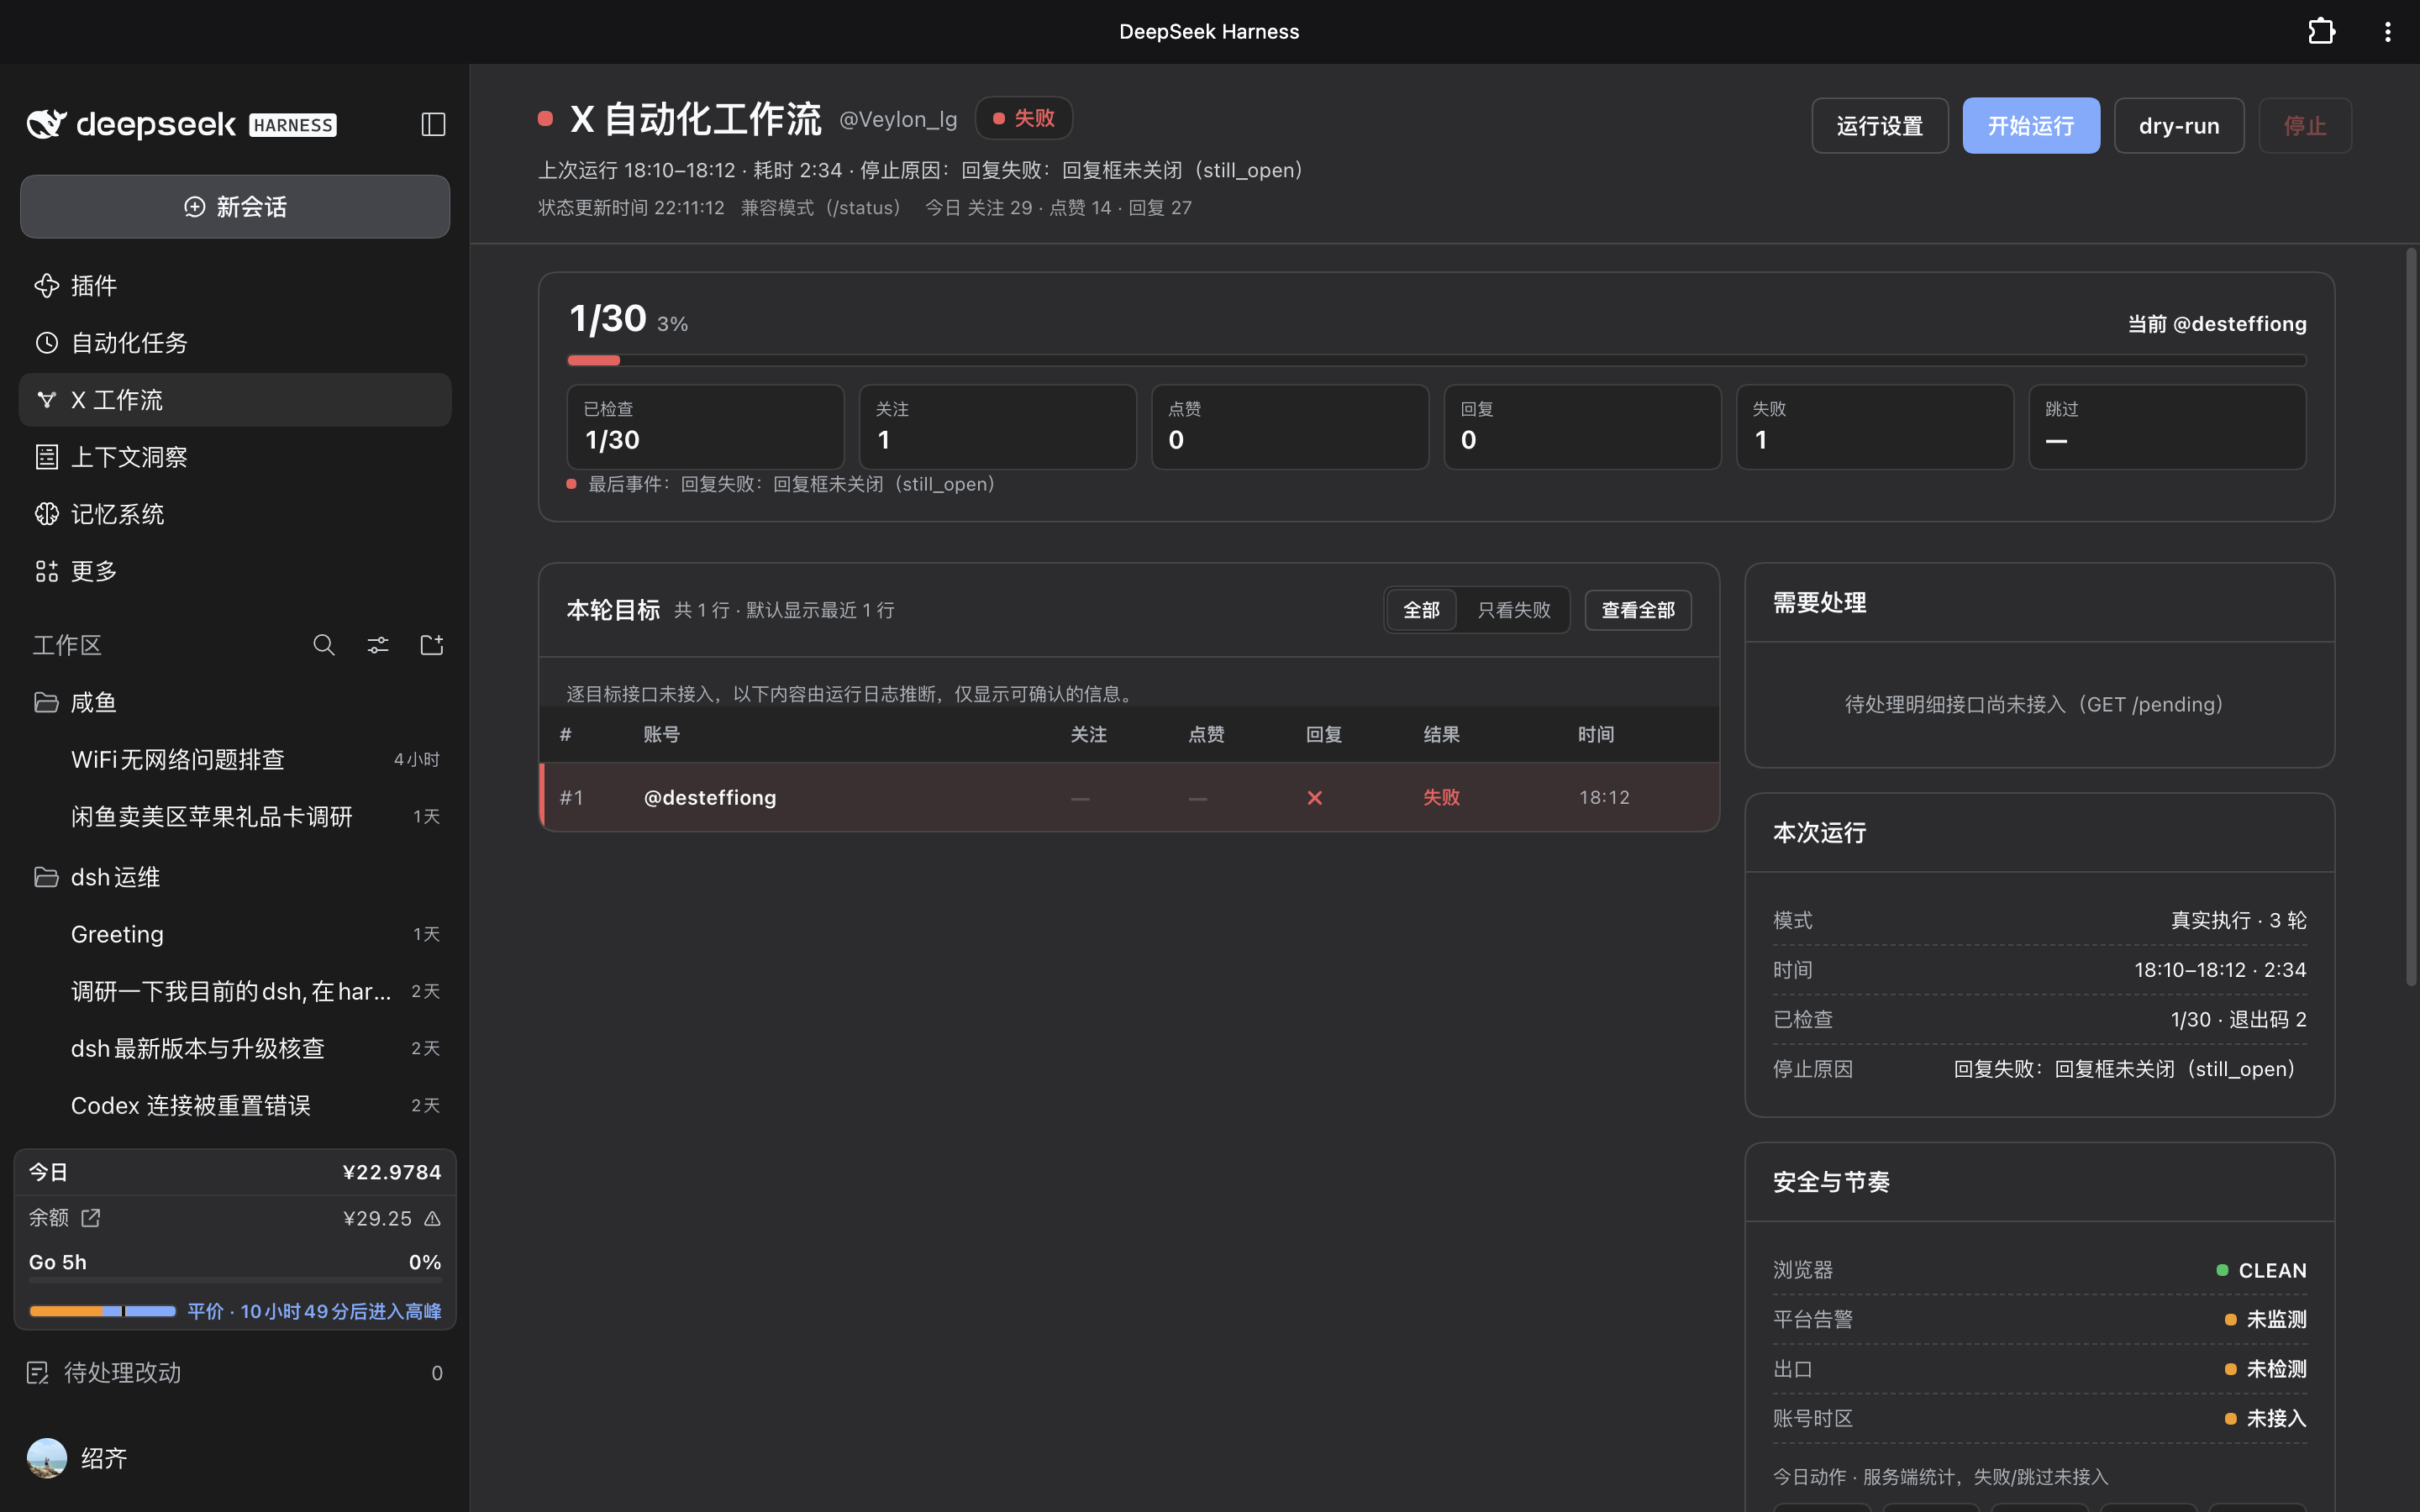 DeepSeek Harness
deepseek HARNESS
新会话
插件
自动化任务
X 工作流
上下文洞察
记忆系统
更多
工作区
咸鱼
WiFi无网络问题排查 4小时
闲鱼卖美区苹果礼品卡调研 1天
dsh运维
Greeting 1天
调研一下我目前的dsh,在har... 2天
dsh最新版本与升级核查 2天
Codex 连接被重置错误 2天
今日 ¥22.9784
余额 ¥29.25
Go 5h 0%
平价 · 10小时49分后进入高峰
待处理改动 0
绍齐
X 自动化工作流 @Veylon_lg 失败
运行设置 开始运行 dry-run 停止
上次运行 18:10–18:12 · 耗时 2:34 · 停止原因：回复失败：回复框未关闭（still_open）
状态更新时间 22:11:12 兼容模式（/status） 今日 关注 29 · 点赞 14 · 回复 27
1/30 3% 当前 @desteffiong
已检查 关注 点赞 回复 失败 跳过
1/30 1 0 0 1 —
最后事件：回复失败：回复框未关闭（still_open）
本轮目标 共 1 行 · 默认显示最近 1 行 全部 只看失败 查看全部
逐目标接口未接入，以下内容由运行日志推断，仅显示可确认的信息。
# 账号 关注 点赞 回复 结果 时间
#1 @desteffiong — — ✕ 失败 18:12
需要处理
待处理明细接口尚未接入（GET /pending）
本次运行
模式 真实执行 · 3 轮
时间 18:10–18:12 · 2:34
已检查 1/30 · 退出码 2
停止原因 回复失败：回复框未关闭（still_open）
安全与节奏
浏览器 CLEAN
平台告警 未监测
出口 未检测
账号时区 未接入
今日动作 · 服务端统计，失败/跳过未接入